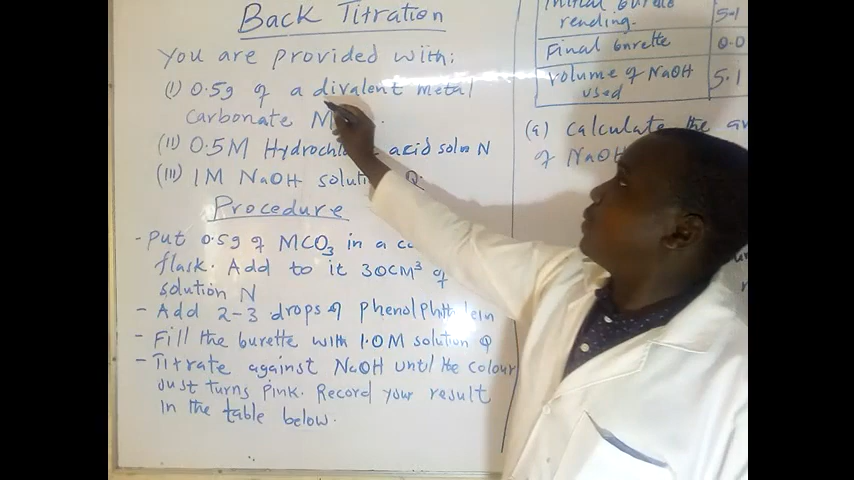 Back Titration
You are provided with:
(i) 0.5g of a divalent metal
carbonate M
(ii) 0.5M acid soln N
(iii) 1M NaOH Q
Procedure
- Put 0.5g of MCO3 in a
flask. Add to it 30CM³ of
solution N
- Add 2-3 drops of phenolphthalein
- Fill the burette with 1.0M solution Q
- Titrate against NaOH until the colour
Just turns pink. Record your result
in the table below.
Initial burette
reading. 5.1
Final burette 0.0
Volume of NaOH
used 5.1
(a) Calculate the
of NaOH